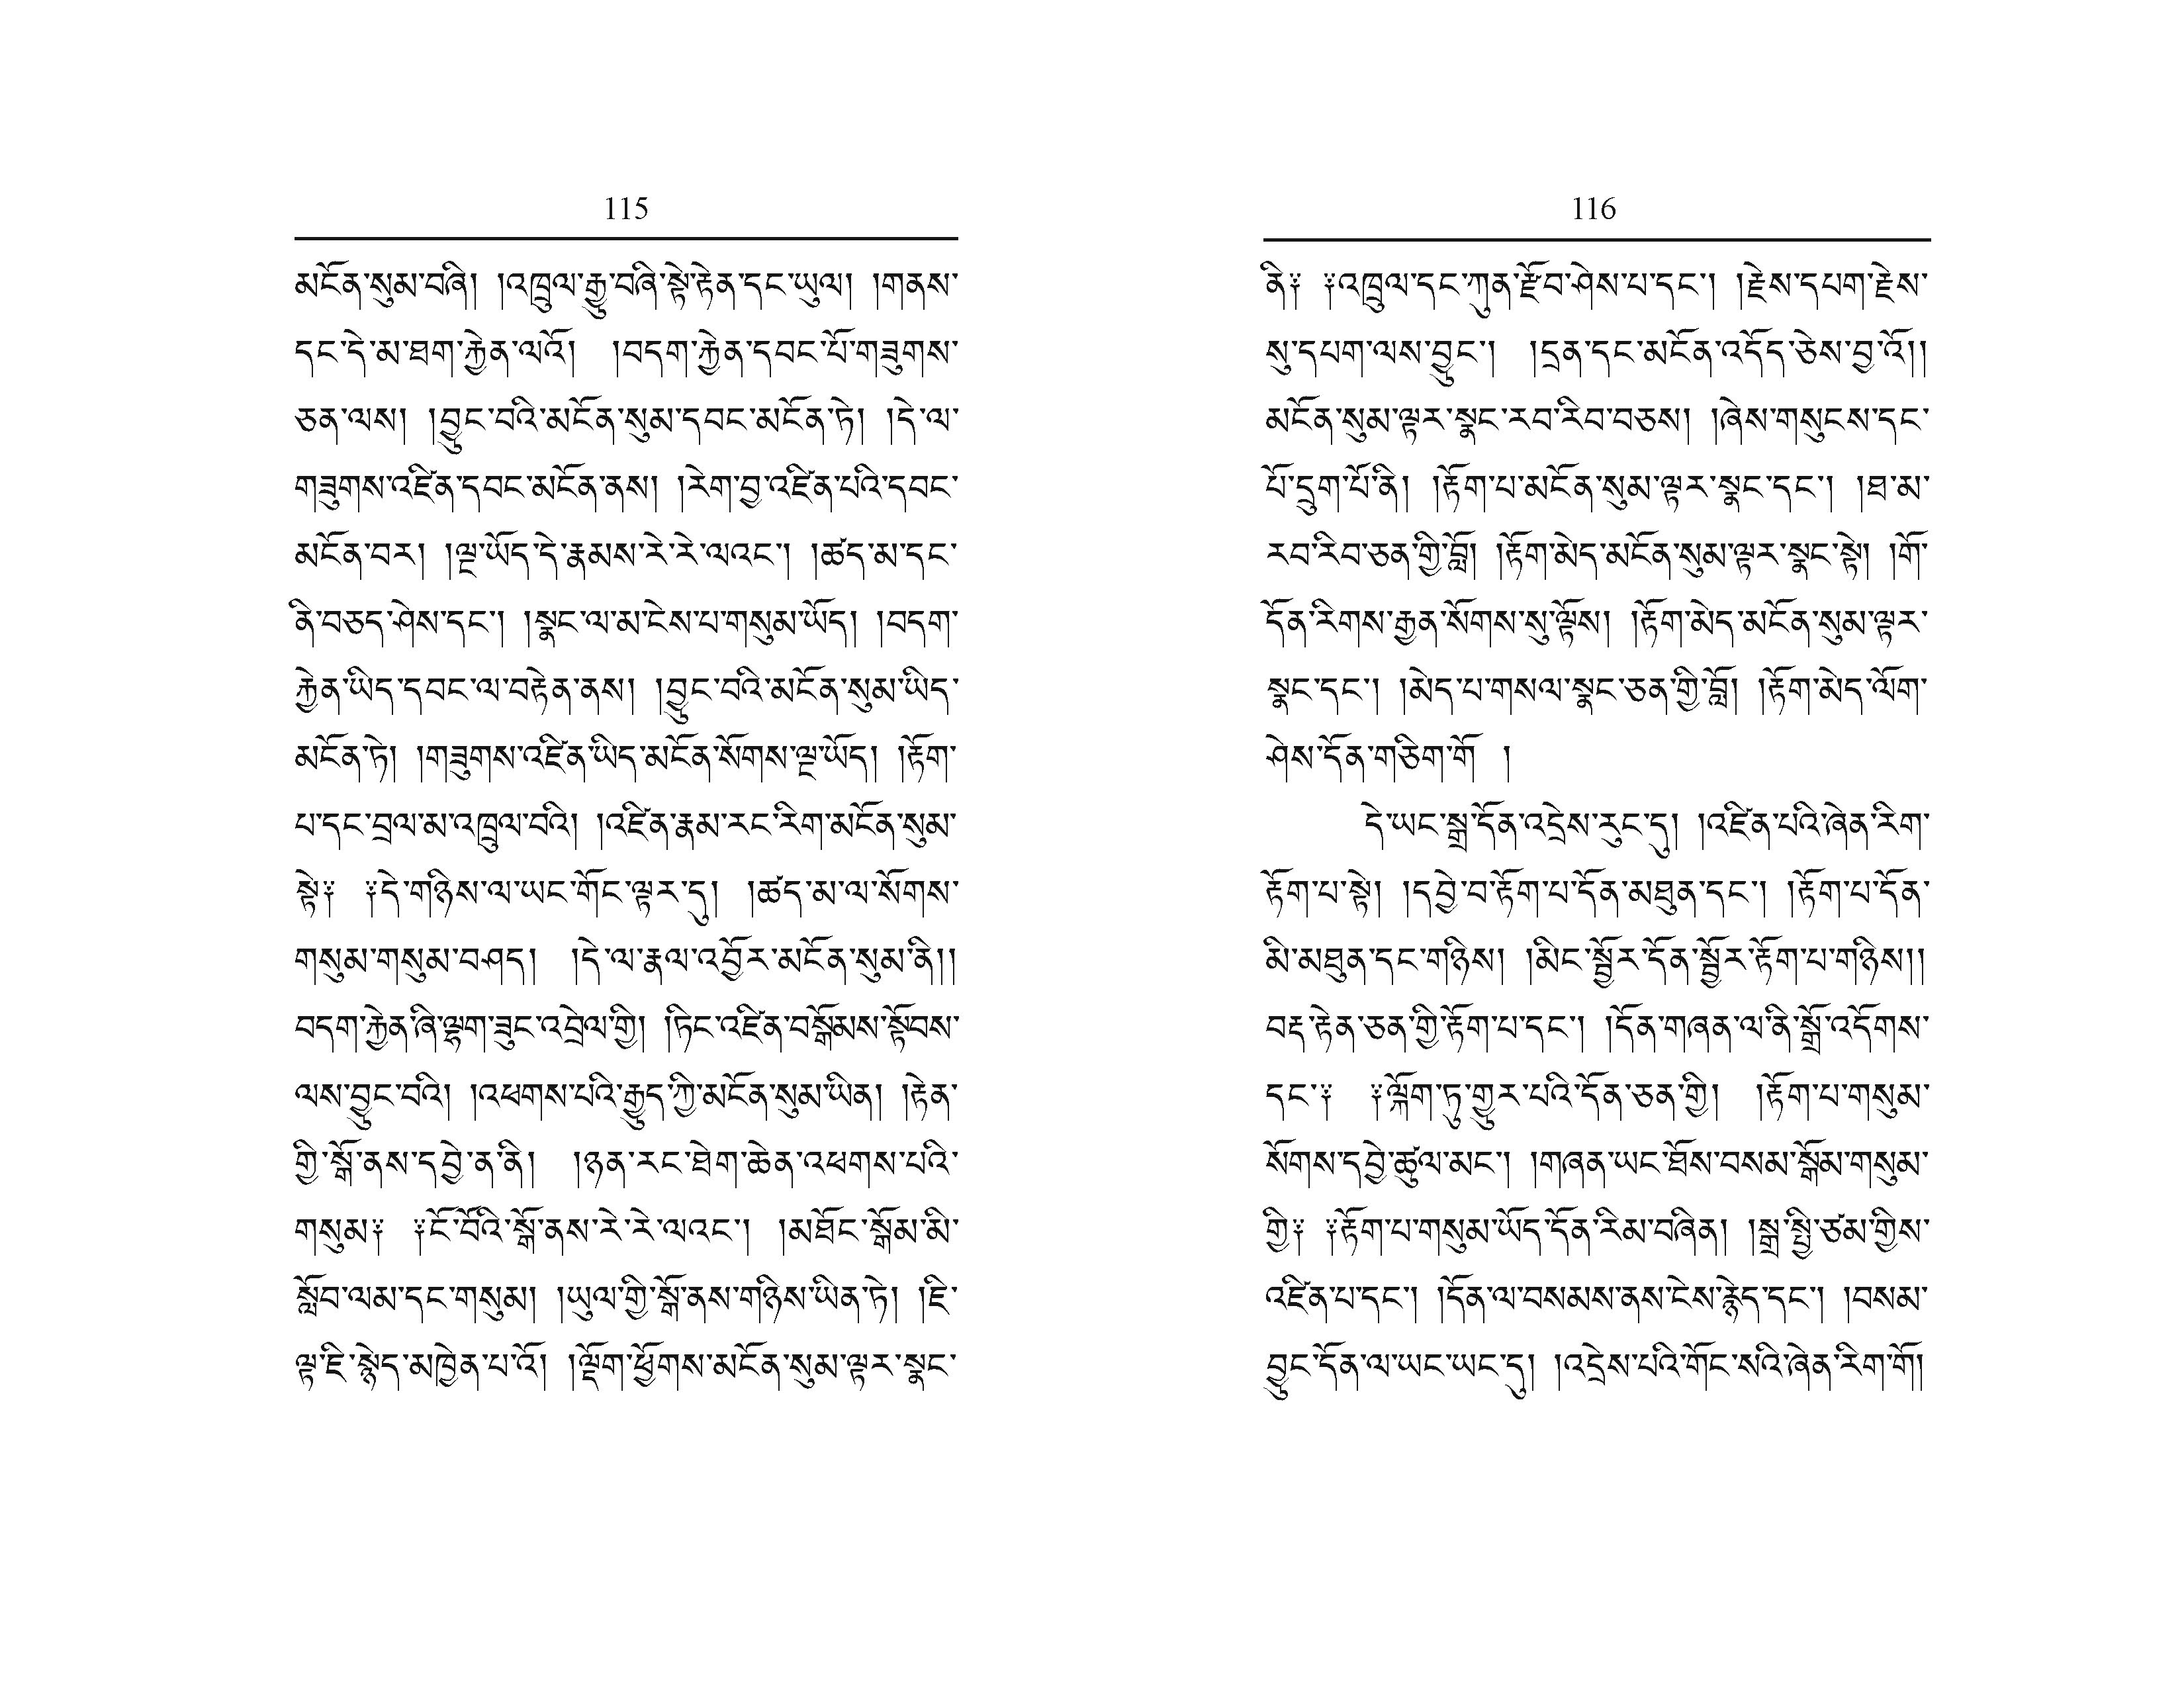 115
མངོན་སུམ་བཞི། །འཁྲུལ་རྒྱུ་བཞི་སྟེ་རྟེན་དང་ཡུལ། །གནས་
དང་དེ་མ་ཐག་རྐྱེན་ལའོ། །བདག་རྐྱེན་དབང་པོ་གཟུགས་
ཅན་ལས། །བྱུང་བའི་མངོན་སུམ་དབང་མངོན་ཏེ། །དེ་ལ་
གཟུགས་འཛིན་དབང་མངོན་ནས། །རེག་བྱ་འཛིན་པའི་དབང་
མངོན་བར། །ལྔ་ཡོད་དེ་རྣམས་རེ་རེ་ལའང་། །ཚད་མ་དང་
ནི་བཅད་ཤེས་དང་། །སྣང་ལ་མ་ངེས་པ་གསུམ་ཡོད། །བདག་
རྐྱེན་ཡིད་དབང་ལ་བརྟེན་ནས། །བྱུང་བའི་མངོན་སུམ་ཡིད་
མངོན་ཏེ། །གཟུགས་འཛིན་ཡིད་མངོན་སོགས་ལྔ་ཡོད། །རྟོག་
པ་དང་བྲལ་མ་འཁྲུལ་བའི། །འཛིན་རྣམ་རང་རིག་མངོན་སུམ་
སྟེ༑ ༑དེ་གཉིས་ལ་ཡང་གོང་ལྟར་དུ། །ཚད་མ་ལ་སོགས་
གསུམ་གསུམ་བཤད། །དེ་ལ་རྣལ་འབྱོར་མངོན་སུམ་ནི།།
བདག་རྐྱེན་ཞི་ལྷག་ཟུང་འབྲེལ་གྱི། །ཏིང་འཛིན་བསྒོམས་སྟོབས་
ལས་བྱུང་བའི། །འཕགས་པའི་རྒྱུད་ཀྱི་མངོན་སུམ་ཡིན། །རྟེན་
གྱི་སྒོ་ནས་དབྱེ་ན་ནི། །ཉན་རང་ཐེག་ཆེན་འཕགས་པའི་
གསུམ༑ ༑ངོ་བོའི་སྒོ་ནས་རེ་རེ་ལའང་། །མཐོང་སྒོམ་མི་
སློབ་ལམ་དང་གསུམ། །ཡུལ་གྱི་སྒོ་ནས་གཉིས་ཡིན་ཏེ། །ཇི་
ལྟ་ཇི་སྙེད་མཁྱེན་པ་འོ། །ལྡོག་ཕྱོགས་མངོན་སུམ་ལྟར་སྣང་
116
ནི༑ ༑འཁྲུལ་དང་ཀུན་རྫོབ་ཤེས་པ་དང་། །རྗེས་དཔག་རྗེས་
སུ་དཔག་ལས་བྱུང་། །དྲན་དང་མངོན་འདོད་ཅེས་བྱ་འོ།།
མངོན་སུམ་ལྟར་སྣང་རབ་རིབ་བཅས། །ཞེས་གསུངས་དང་
པོ་དྲུག་པོ་ནི། །རྟོག་པ་མངོན་སུམ་ལྟར་སྣང་དང་། །ཐ་མ་
རབ་རིབ་ཅན་གྱི་བློ། །རྟོག་མེད་མངོན་སུམ་ལྟར་སྣང་སྟེ། །གོ་
དོན་རིགས་རྒྱན་སོགས་སུ་ལྟོས། །རྟོག་མེད་མངོན་སུམ་ལྟར་
སྣང་དང་། །མེད་པ་གསལ་སྣང་ཅན་གྱི་བློ། །རྟོག་མེད་ལོག་
ཤེས་དོན་གཅིག་གོ །
དེ་ཡང་སྒྲ་དོན་འདྲེས་རུང་དུ། །འཛིན་པའི་ཞེན་རིག་
རྟོག་པ་སྟེ། །དབྱེ་བ་རྟོག་པ་དོན་མཐུན་དང་། །རྟོག་པ་དོན་
མི་མཐུན་དང་གཉིས། །མིང་སྦྱོར་དོན་སྦྱོར་རྟོག་པ་གཉིས།།
བརྡ་རྟེན་ཅན་གྱི་རྟོག་པ་དང་། །དོན་གཞན་ལ་ནི་སྒྲོ་འདོགས་
དང་༑ ༑ལྐོག་ཏུ་གྱུར་པའི་དོན་ཅན་གྱི། །རྟོག་པ་གསུམ་
སོགས་དབྱེ་ཚུལ་མང་། །གཞན་ཡང་ཐོས་བསམ་སྒོམ་གསུམ་
གྱི༑ ༑རྟོག་པ་གསུམ་ཡོད་དོན་རིམ་བཞིན། །སྒྲ་སྤྱི་ཙམ་གྱིས་
འཛིན་པ་དང་། །དོན་ལ་བསམས་ནས་ངེས་རྙེད་དང་། །བསམ་
བྱུང་དོན་ལ་ཡང་ཡང་དུ། །འདྲེས་པའི་གོང་སའི་ཞེན་རིག་གོ།